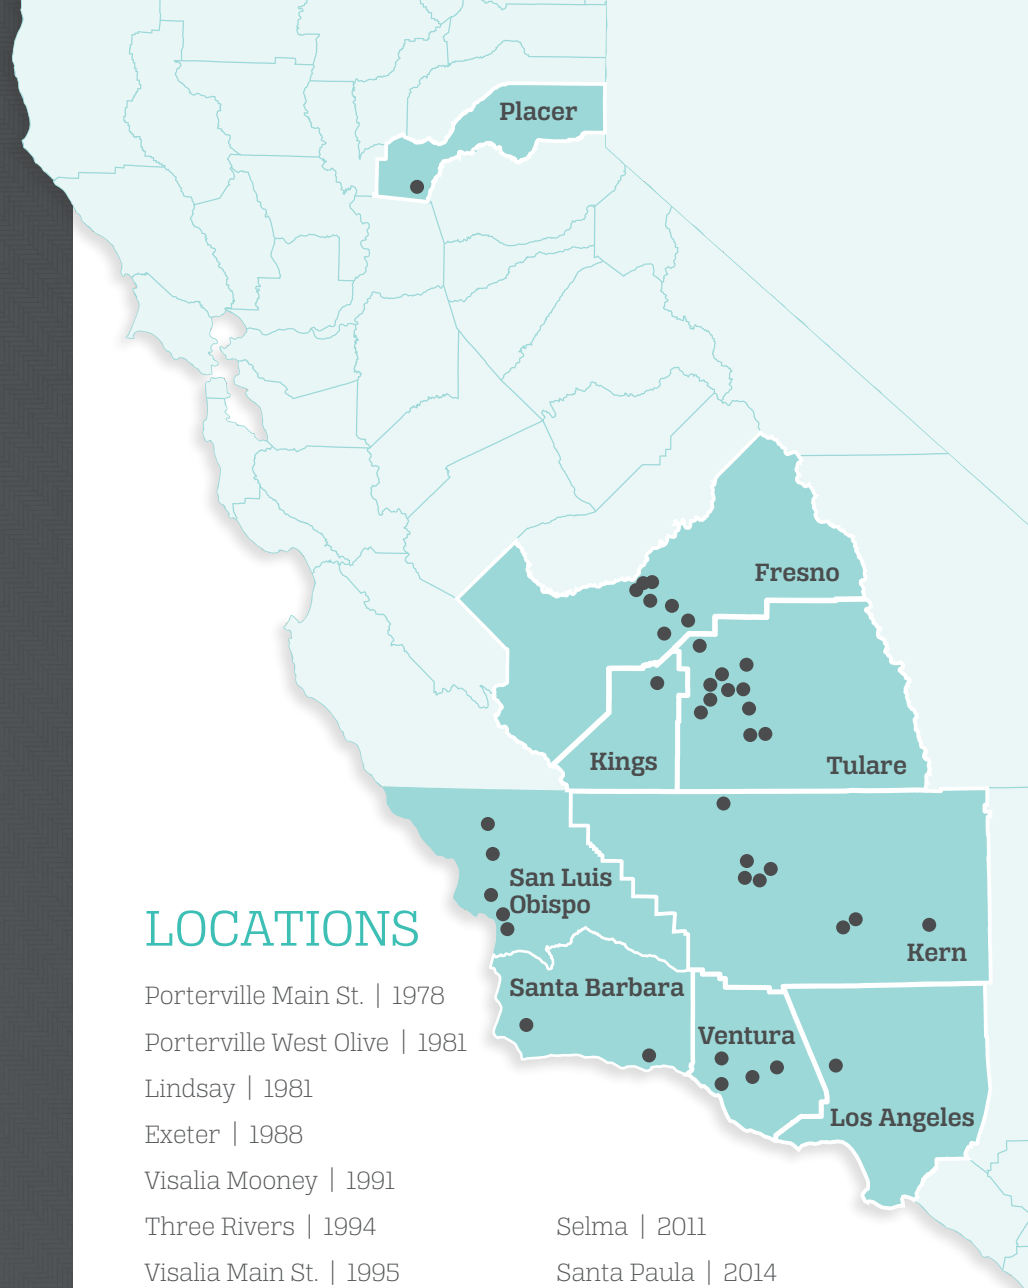 Placer
Fresno
Kings
Tulare
San Luis
Obispo
Kern
Santa Barbara
Ventura
Los Angeles
LOCATIONS
Porterville Main St. | 1978
Porterville West Olive | 1981
Lindsay | 1981
Exeter | 1988
Visalia Mooney | 1991
Three Rivers | 1994
Visalia Main St. | 1995
Selma | 2011
Santa Paula | 2014